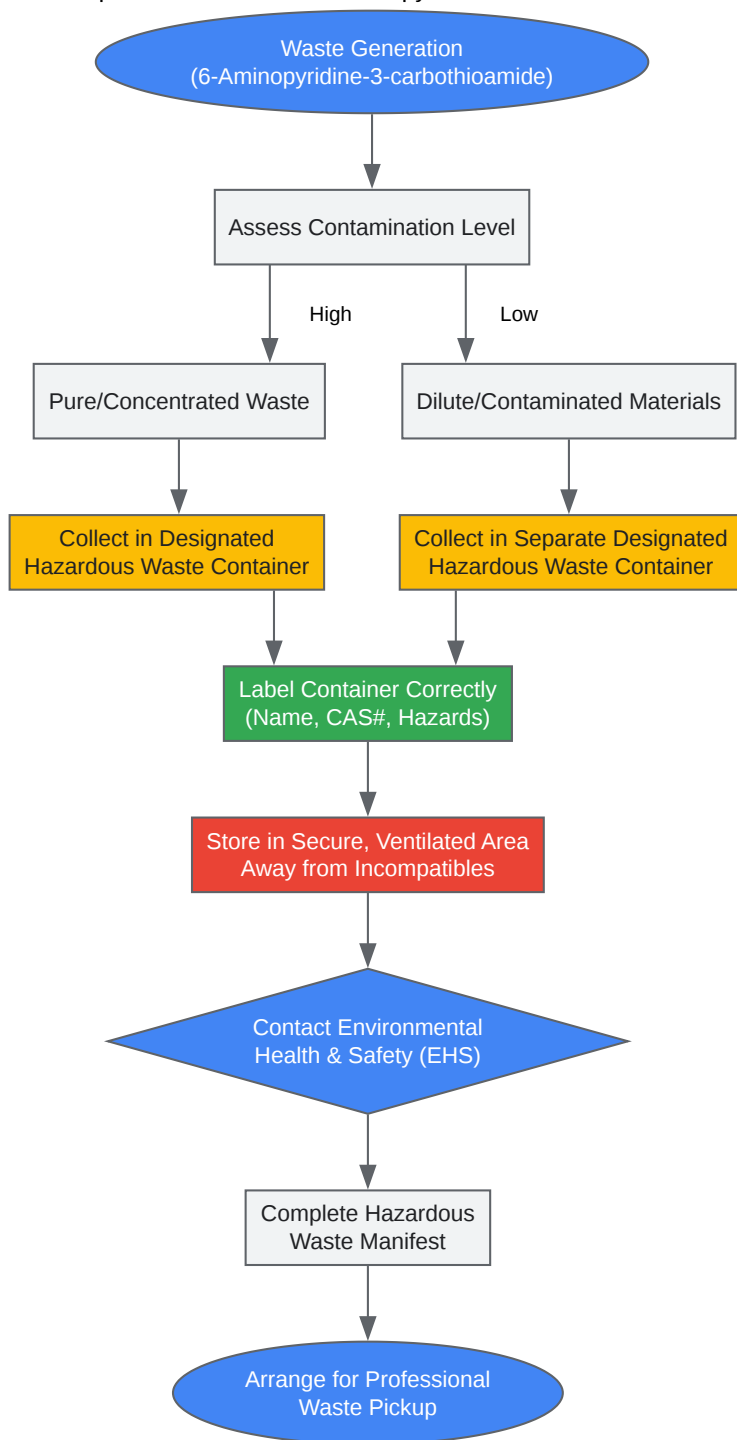 Waste Generation
(6-Aminopyridine-3-carbothioamide)
Assess Contamination Level
High
Low
Pure/Concentrated Waste
Dilute/Contaminated Materials
Collect in Designated
Hazardous Waste Container
Collect in Separate Designated
Hazardous Waste Container
Label Container Correctly
(Name, CAS#, Hazards)
Store in Secure, Ventilated Area
Away from Incompatibles
Contact Environmental
Health & Safety (EHS)
Complete Hazardous
Waste Manifest
Arrange for Professional
Waste Pickup